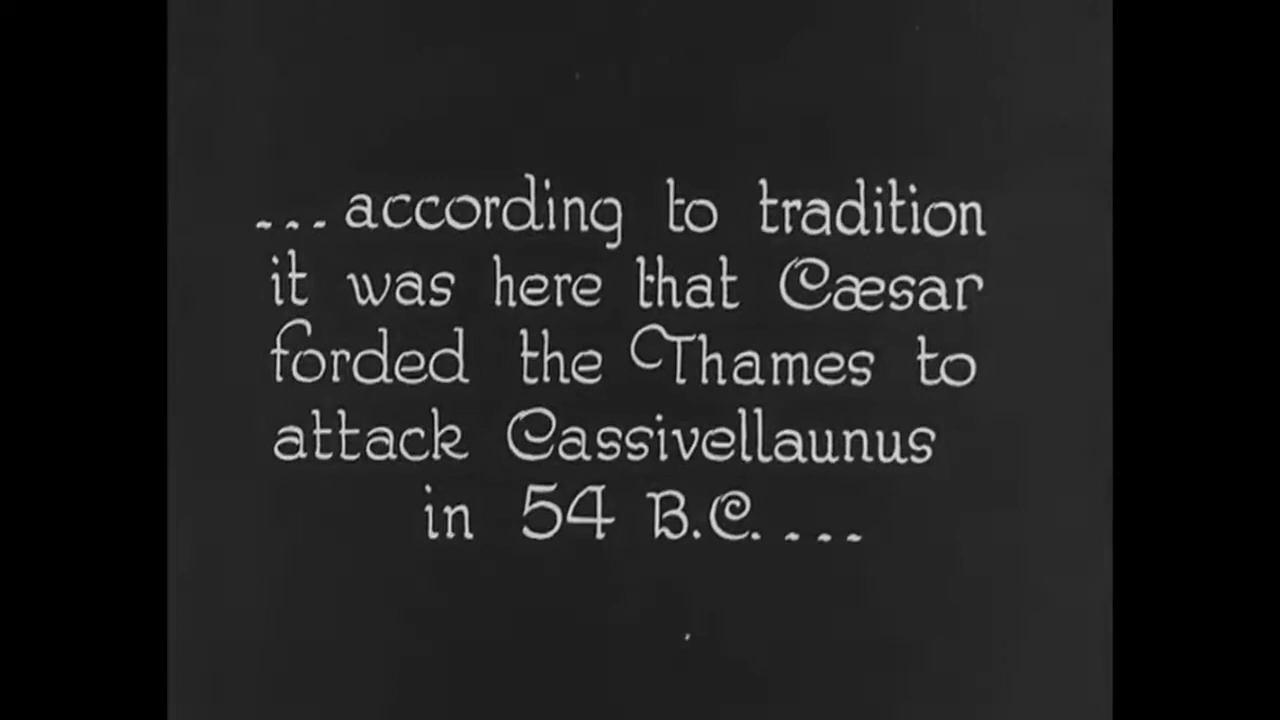 ...according to tradition
it was here that Cæsar
forded the Thames to
attack Cassivellaunus
in 54 B.C. ...